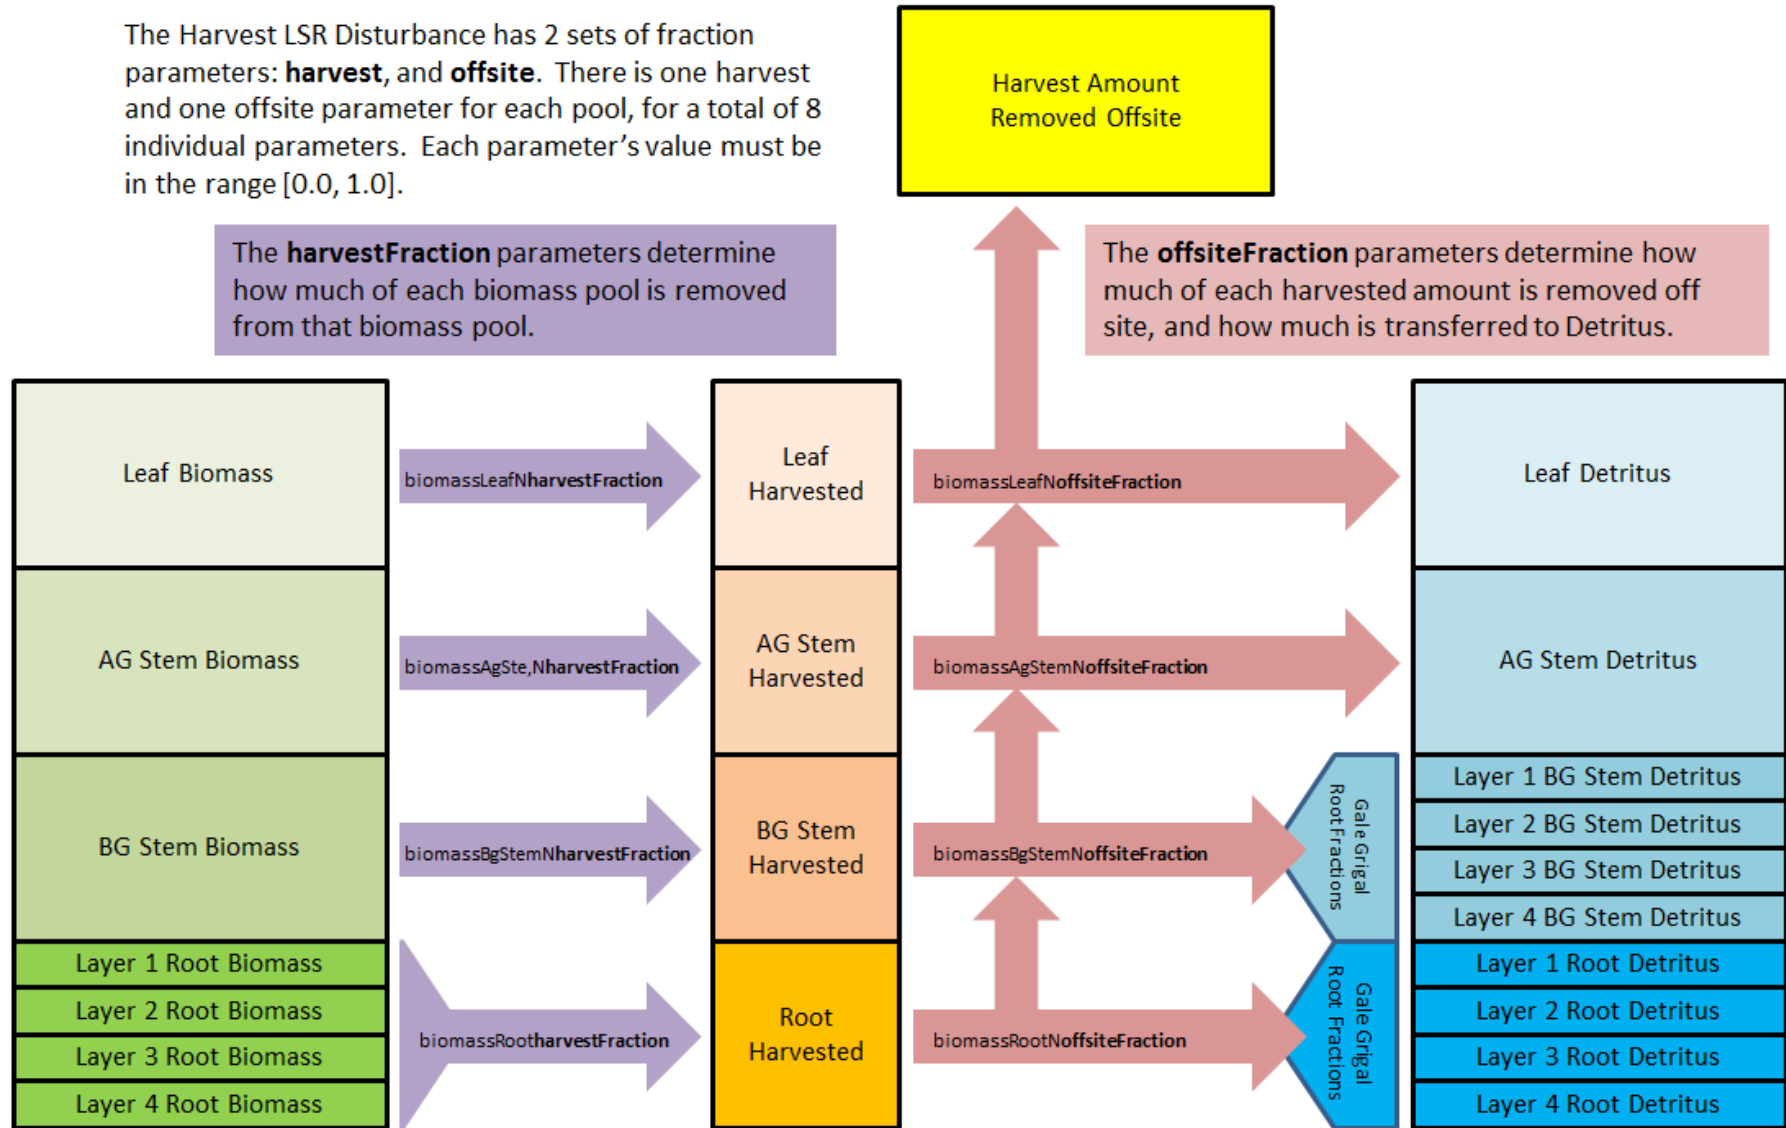 The Harvest LSR Disturbance has 2 sets of fraction
parameters: harvest, and offsite. There is one harvest
and one offsite parameter for each pool, for a total of 8
individual parameters. Each parameter's value must be
in the range [0.0, 1.0].
Harvest Amount
Removed Offsite
The harvestFraction parameters determine
how much of each biomass pool is removed
from that biomass pool.
The offsiteFraction parameters determine how
much of each harvested amount is removed off
site, and how much is transferred to Detritus.
Leaf Biomass
biomassLeafNharvestFraction
Leaf
Harvested
biomassLeafNoffsiteFraction
Leaf Detritus
AG Stem Biomass
biomassAgSte,NharvestFraction
AG Stem
Harvested
biomassAgStemNoffsiteFraction
AG Stem Detritus
BG Stem Biomass
biomassBgStemNharvestFraction
BG Stem
Harvested
biomassBgStemNoffsiteFraction
Gale Grigal
Root Fractions
Layer 1 BG Stem Detritus
Layer 2 BG Stem Detritus
Layer 3 BG Stem Detritus
Layer 4 BG Stem Detritus
Layer 1 Root Biomass
Layer 2 Root Biomass
Layer 3 Root Biomass
Layer 4 Root Biomass
biomassRootharvestFraction
Root
Harvested
biomassRootNoffsiteFraction
Gale Grigal
Root Fractions
Layer 1 Root Detritus
Layer 2 Root Detritus
Layer 3 Root Detritus
Layer 4 Root Detritus